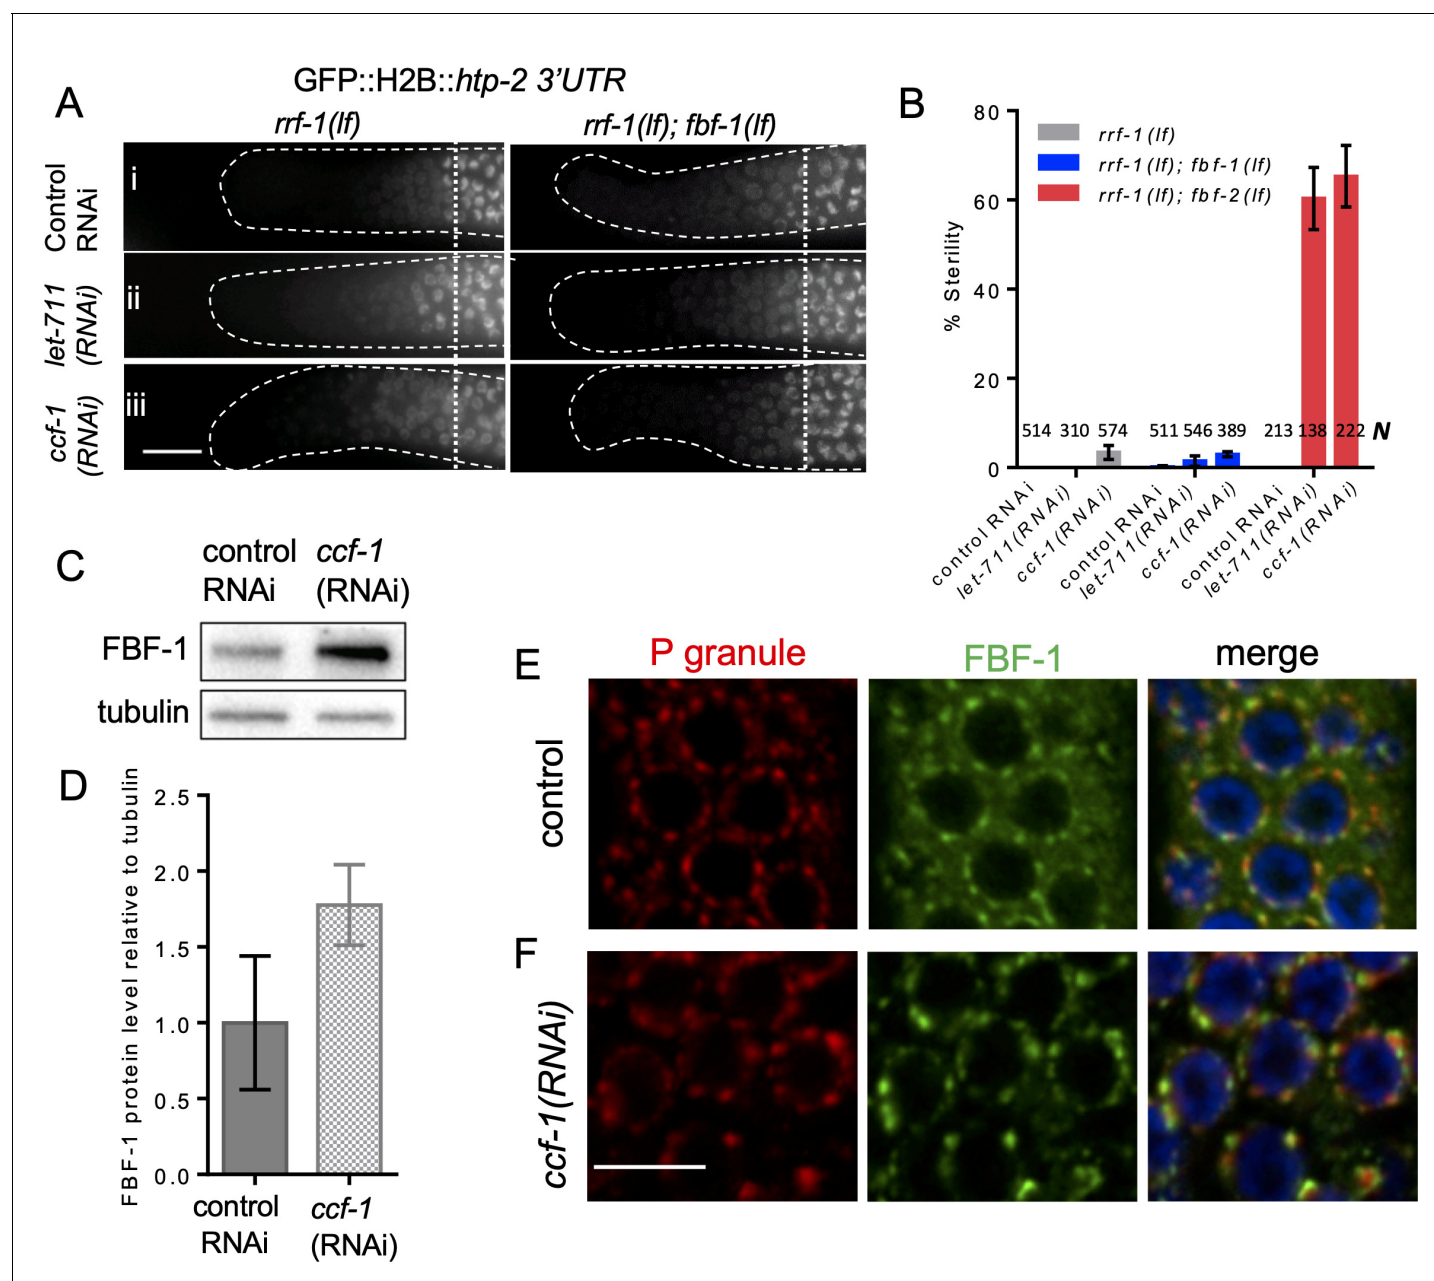 GFP::H2B::htp-2 3'UTR
A
rrf-1(lf)
rrf-1(lf); fbf-1(lf)
Control
RNAi
i
let-711
(RNAi)
ii
ccf-1
(RNAi)
iii
B
% Sterility
80
60
40
20
0
rrf-1 (lf)
rrf-1 (lf); fbf-1 (lf)
rrf-1 (lf); fbf-2 (lf)
514 310 574 511 546 389 213 138 222 N
control RNAi
let-711(RNAi)
ccf-1(RNAi)
control RNAi
let-711(RNAi)
ccf-1(RNAi)
control RNAi
let-711(RNAi)
ccf-1(RNAi)
C
control
RNAi
ccf-1
(RNAi)
FBF-1
tubulin
D
FBF-1 protein level relative to tubulin
2.5
2.0
1.5
1.0
0.5
0.0
control
RNAi
ccf-1
(RNAi)
E
P granule
FBF-1
merge
control
F
ccf-1(RNAi)